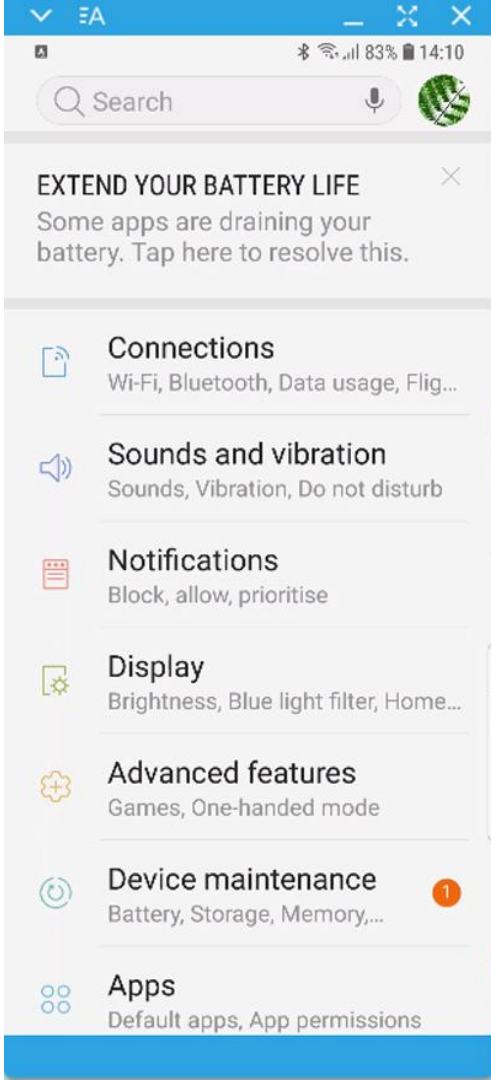 ΞA
83% 14:10
Search
EXTEND YOUR BATTERY LIFE
Some apps are draining your
battery. Tap here to resolve this.
Connections
Wi-Fi, Bluetooth, Data usage, Flig...
Sounds and vibration
Sounds, Vibration, Do not disturb
Notifications
Block, allow, prioritise
Display
Brightness, Blue light filter, Home...
Advanced features
Games, One-handed mode
Device maintenance
1
Battery, Storage, Memory,...
Apps
Default apps, App permissions